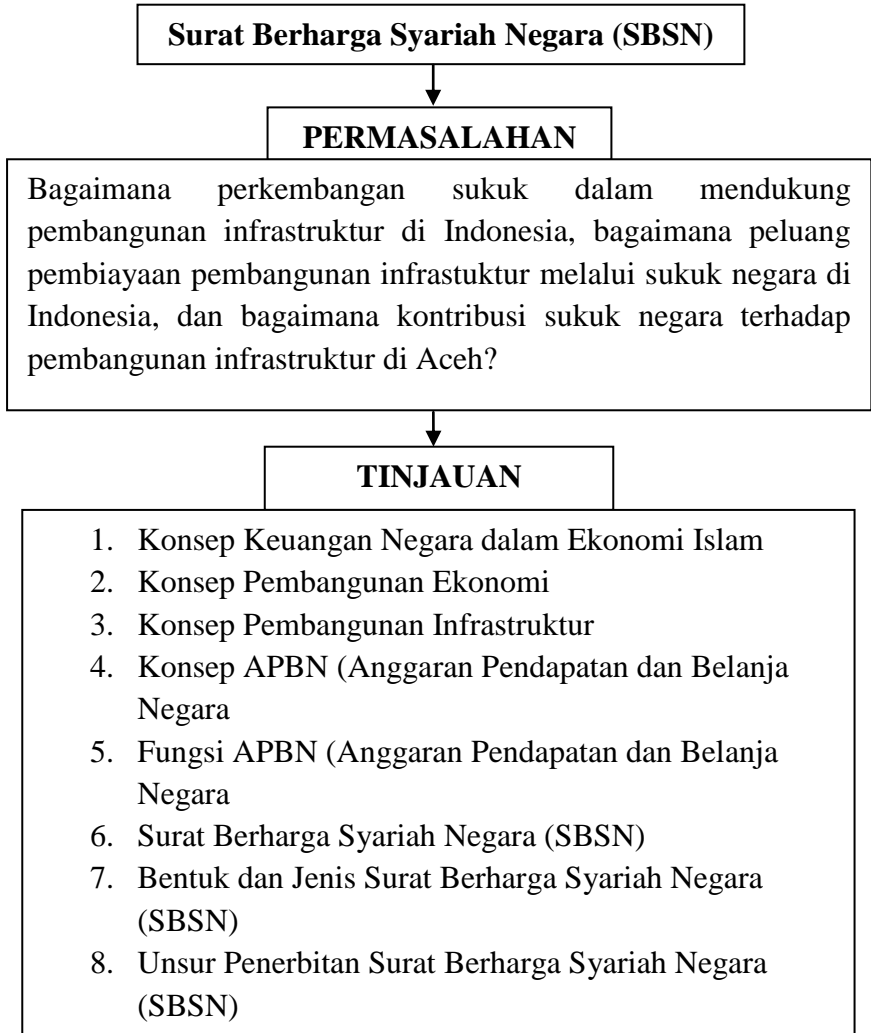 Surat Berharga Syariah Negara (SBSN)
PERMASALAHAN
Bagaimana perkembangan sukuk dalam mendukung
pembangunan infrastruktur di Indonesia, bagaimana peluang
pembiayaan pembangunan infrastuktur melalui sukuk negara di
Indonesia, dan bagaimana kontribusi sukuk negara terhadap
pembangunan infrastruktur di Aceh?
TINJAUAN
1. Konsep Keuangan Negara dalam Ekonomi Islam
2. Konsep Pembangunan Ekonomi
3. Konsep Pembangunan Infrastruktur
4. Konsep APBN (Anggaran Pendapatan dan Belanja
Negara
5. Fungsi APBN (Anggaran Pendapatan dan Belanja
Negara
6. Surat Berharga Syariah Negara (SBSN)
7. Bentuk dan Jenis Surat Berharga Syariah Negara
(SBSN)
8. Unsur Penerbitan Surat Berharga Syariah Negara
(SBSN)